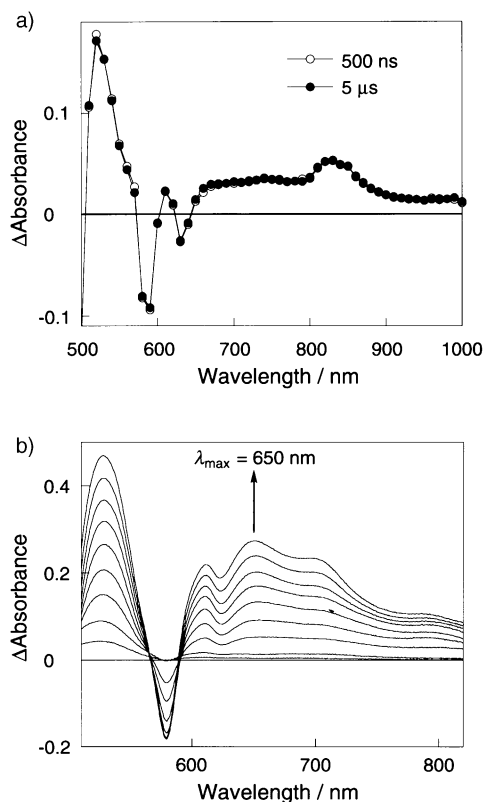 a)
500 ns
5 μs
0.1
0
-0.1
ΔAbsorbance
500 600 700 800 900 1000
Wavelength / nm
b)
λmax = 650 nm
0.4
0.2
0
-0.2
ΔAbsorbance
600 700 800
Wavelength / nm